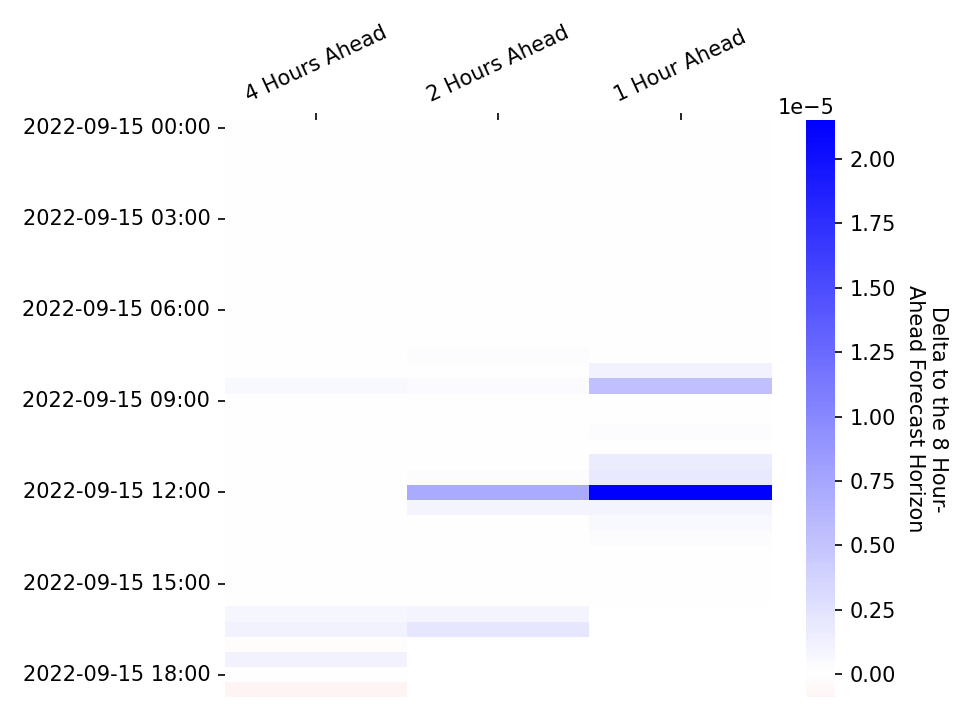 4 Hours Ahead
2 Hours Ahead
1 Hour Ahead
1e−5
2022-09-15 00:00
2022-09-15 03:00
2022-09-15 06:00
2022-09-15 09:00
2022-09-15 12:00
2022-09-15 15:00
2022-09-15 18:00
2.00
1.75
1.50
1.25
1.00
0.75
0.50
0.25
0.00
Delta to the 8 Hour-
Ahead Forecast Horizon